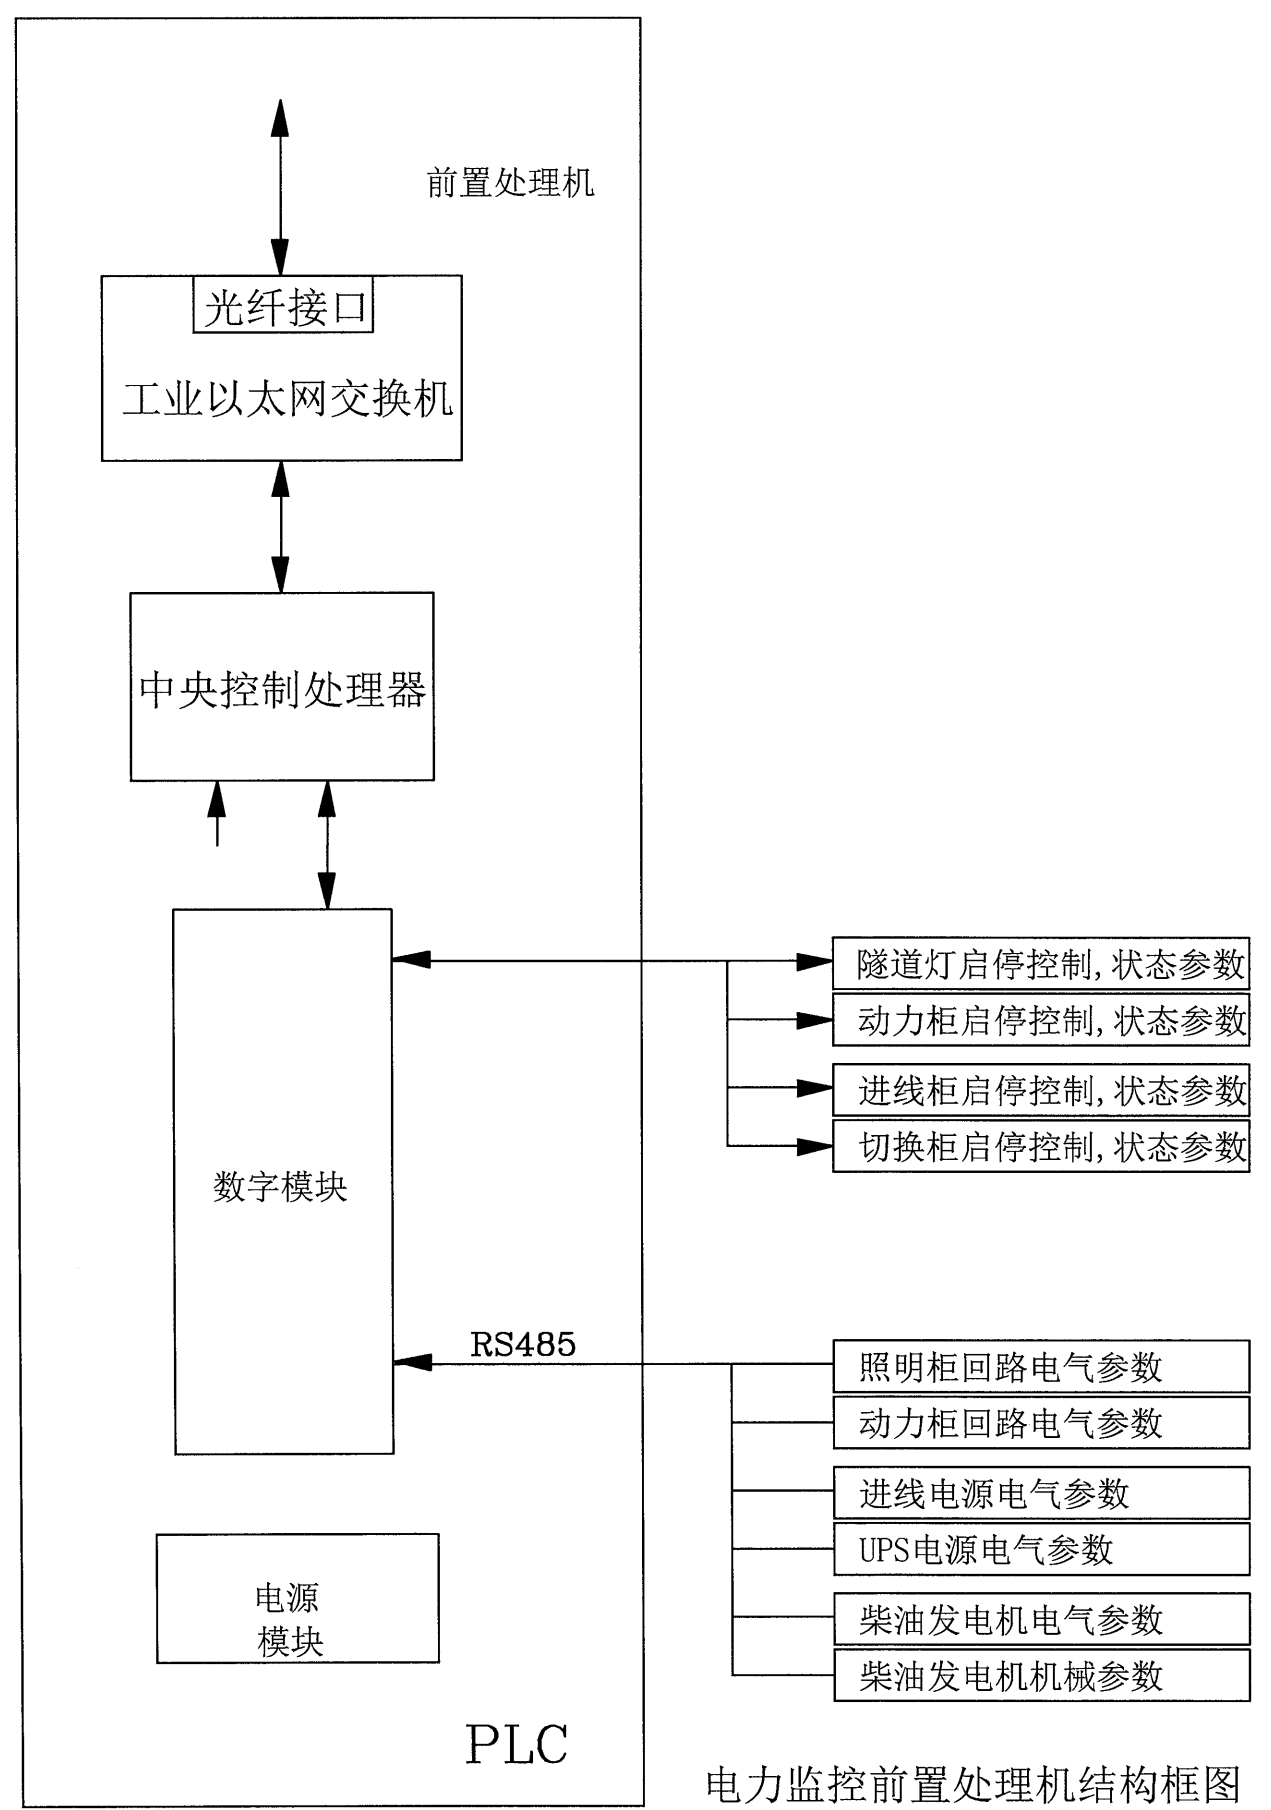 前置处理机
光纤接口
工业以太网交换机
中央控制处理器
隧道灯启停控制,状态参数
动力柜启停控制,状态参数
进线柜启停控制,状态参数
切换柜启停控制,状态参数
数字模块
RS485
照明柜回路电气参数
动力柜回路电气参数
进线电源电气参数
UPS电源电气参数
柴油发电机电气参数
柴油发电机机械参数
电源
模块
PLC
电力监控前置处理机结构框图